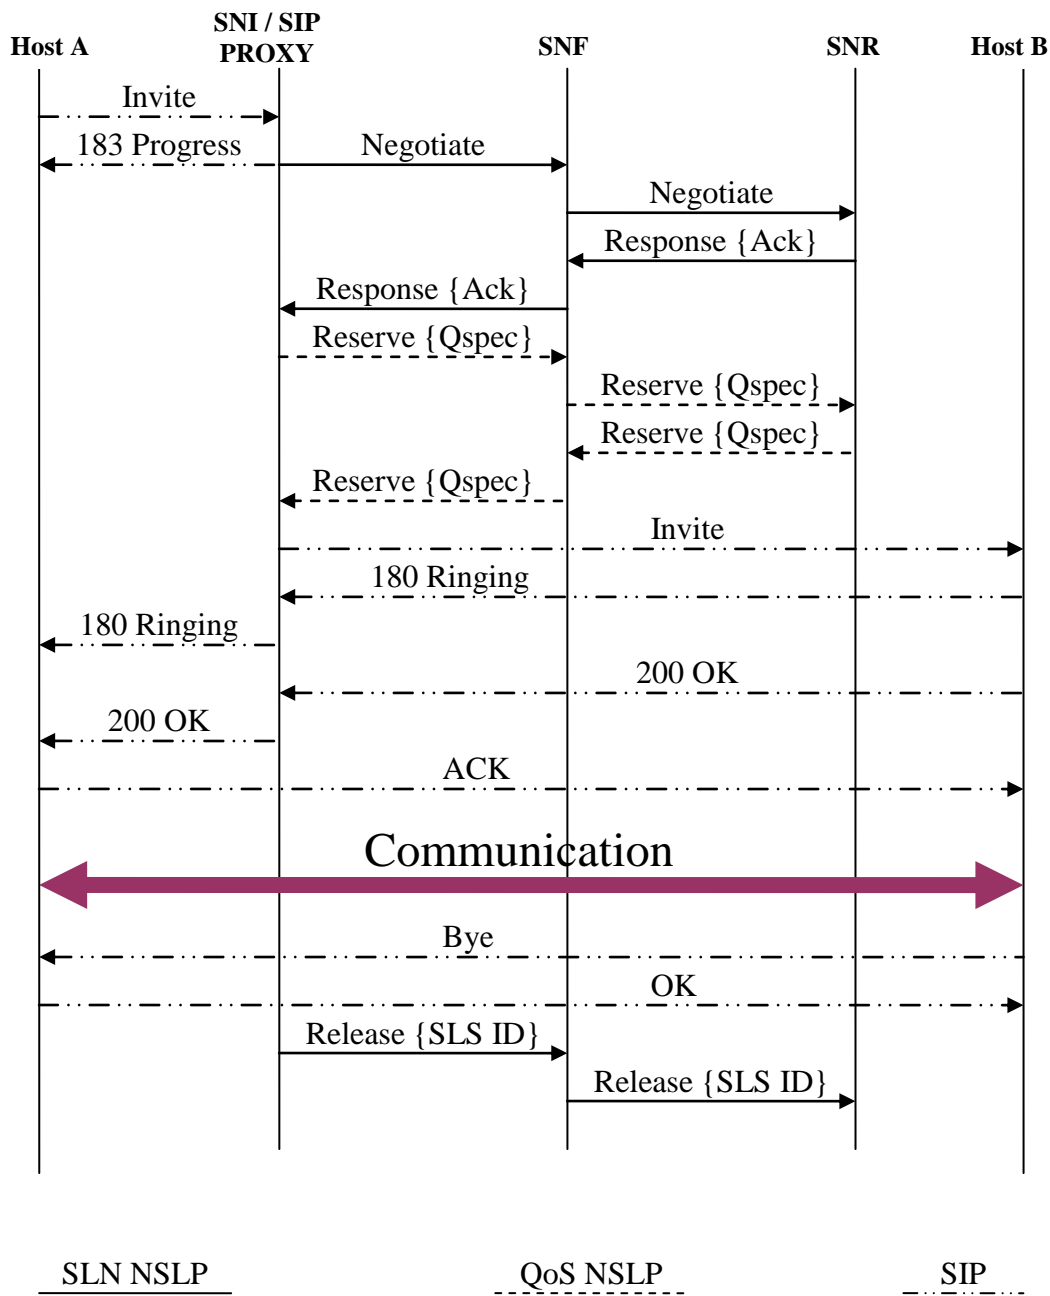 Host A
SNI / SIP
PROXY
SNF
SNR
Host B
Invite
183 Progress
Negotiate
Negotiate
Response {Ack}
Response {Ack}
Reserve {Qspec}
Reserve {Qspec}
Reserve {Qspec}
Reserve {Qspec}
Invite
180 Ringing
180 Ringing
200 OK
200 OK
ACK
Communication
Bye
OK
Release {SLS ID}
Release {SLS ID}
SLN NSLP
QoS NSLP
SIP